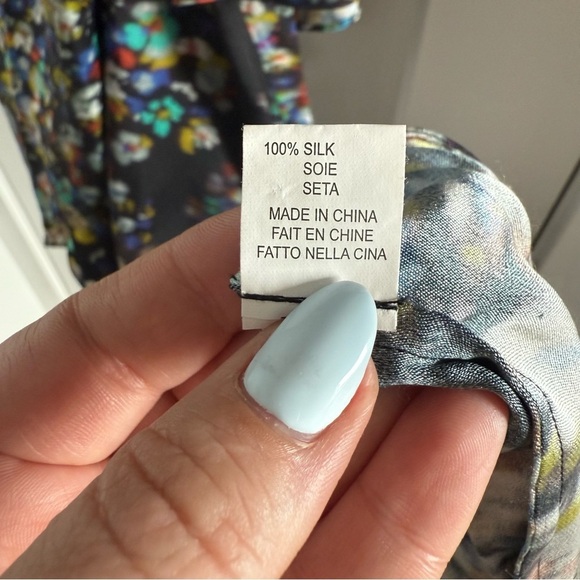 100% SILK
SOIE
SETA
MADE IN CHINA
FAIT EN CHINE
FATTO NELLA CINA